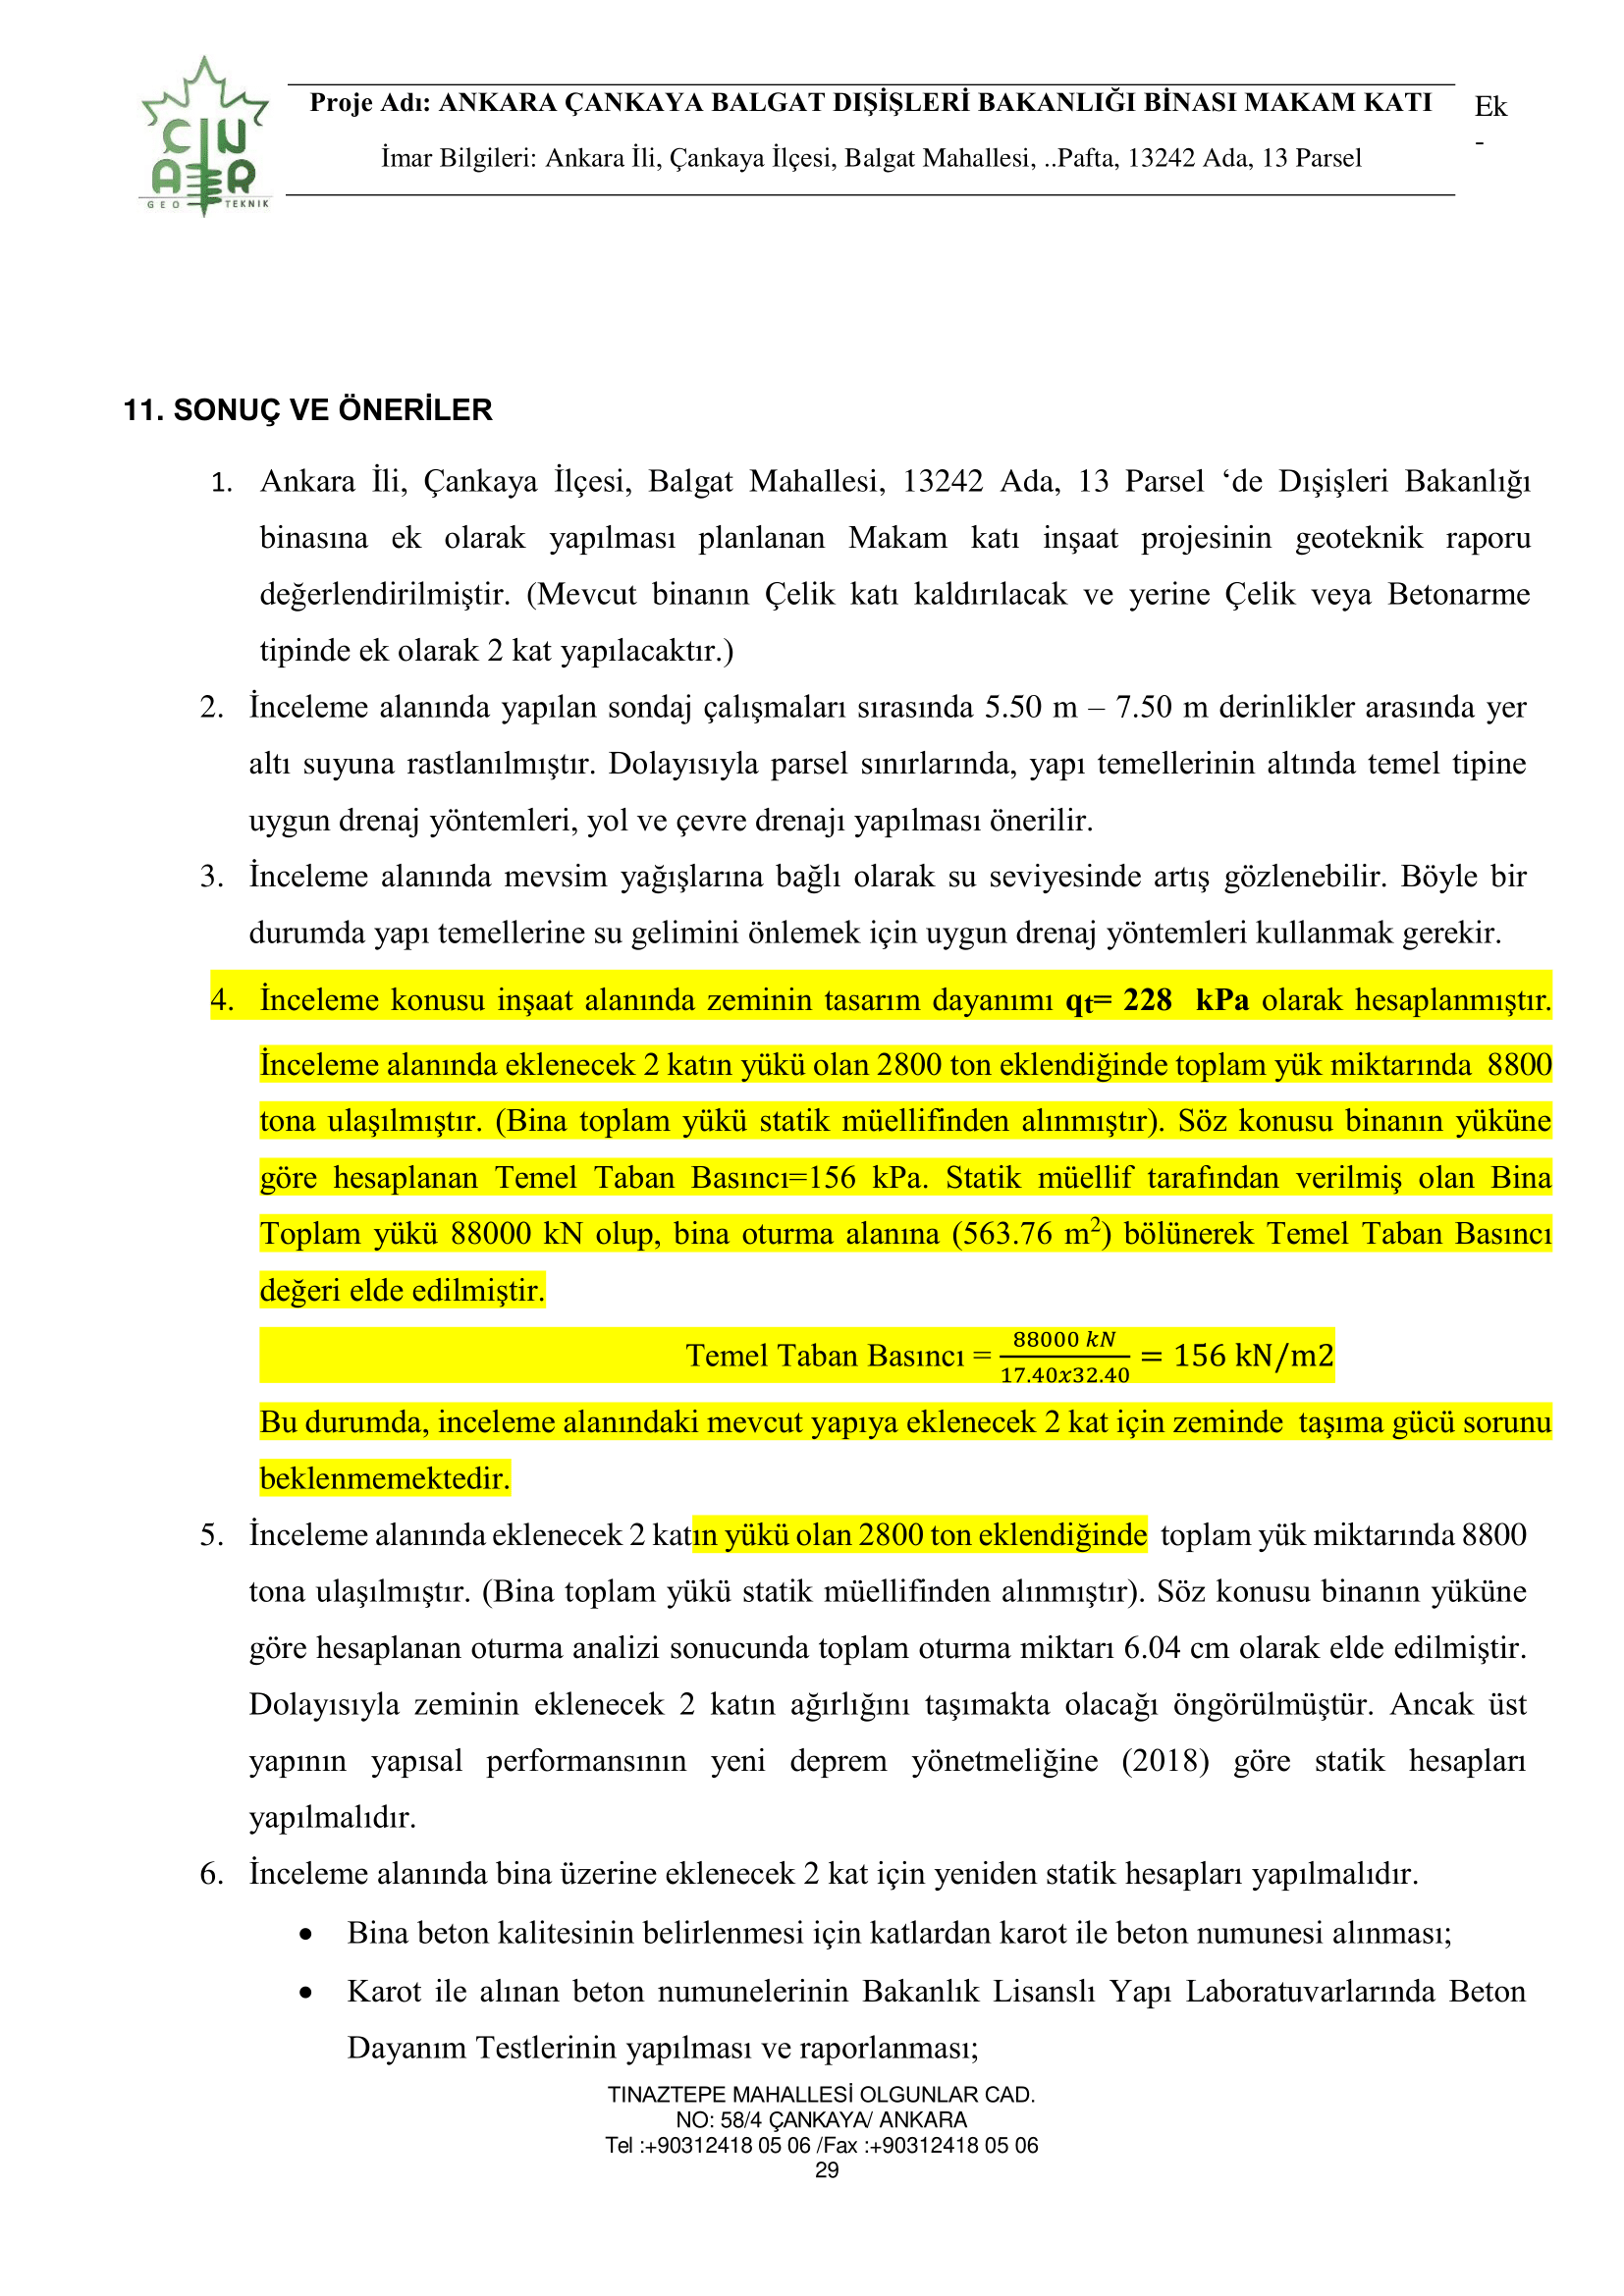 ÇINAR
GEO TEKNIK
Proje Adı: ANKARA ÇANKAYA BALGAT DIŞİŞLERİ BAKANLIĞI BİNASI MAKAM KATI
İmar Bilgileri: Ankara İli, Çankaya İlçesi, Balgat Mahallesi, ..Pafta, 13242 Ada, 13 Parsel
Ek
-
11. SONUÇ VE ÖNERİLER
1. Ankara İli, Çankaya İlçesi, Balgat Mahallesi, 13242 Ada, 13 Parsel ‘de Dışişleri Bakanlığı
binasına ek olarak yapılması planlanan Makam katı inşaat projesinin geoteknik raporu
değerlendirilmiştir. (Mevcut binanın Çelik katı kaldırılacak ve yerine Çelik veya Betonarme
tipinde ek olarak 2 kat yapılacaktır.)
2. İnceleme alanında yapılan sondaj çalışmaları sırasında 5.50 m – 7.50 m derinlikler arasında yer
altı suyuna rastlanılmıştır. Dolayısıyla parsel sınırlarında, yapı temellerinin altında temel tipine
uygun drenaj yöntemleri, yol ve çevre drenajı yapılması önerilir.
3. İnceleme alanında mevsim yağışlarına bağlı olarak su seviyesinde artış gözlenebilir. Böyle bir
durumda yapı temellerine su gelimini önlemek için uygun drenaj yöntemleri kullanmak gerekir.
4. İnceleme konusu inşaat alanında zeminin tasarım dayanımı qt= 228 kPa olarak hesaplanmıştır.
İnceleme alanında eklenecek 2 katın yükü olan 2800 ton eklendiğinde toplam yük miktarında 8800
tona ulaşılmıştır. (Bina toplam yükü statik müellifinden alınmıştır). Söz konusu binanın yüküne
göre hesaplanan Temel Taban Basıncı=156 kPa. Statik müellif tarafından verilmiş olan Bina
Toplam yükü 88000 kN olup, bina oturma alanına (563.76 m²) bölünerek Temel Taban Basıncı
değeri elde edilmiştir.
Temel Taban Basıncı = 88000 kN / 17.40x32.40 = 156 kN/m2
Bu durumda, inceleme alanındaki mevcut yapıya eklenecek 2 kat için zeminde taşıma gücü sorunu
beklenmemektedir.
5. İnceleme alanında eklenecek 2 katın yükü olan 2800 ton eklendiğinde toplam yük miktarında 8800
tona ulaşılmıştır. (Bina toplam yükü statik müellifinden alınmıştır). Söz konusu binanın yüküne
göre hesaplanan oturma analizi sonucunda toplam oturma miktarı 6.04 cm olarak elde edilmiştir.
Dolayısıyla zeminin eklenecek 2 katın ağırlığını taşımakta olacağı öngörülmüştür. Ancak üst
yapının yapısal performansının yeni deprem yönetmeliğine (2018) göre statik hesapları
yapılmalıdır.
6. İnceleme alanında bina üzerine eklenecek 2 kat için yeniden statik hesapları yapılmalıdır.
• Bina beton kalitesinin belirlenmesi için katlardan karot ile beton numunesi alınması;
• Karot ile alınan beton numunelerinin Bakanlık Lisanslı Yapı Laboratuvarlarında Beton
Dayanım Testlerinin yapılması ve raporlanması;
TINAZTEPE MAHALLESİ OLGUNLAR CAD.
NO: 58/4 ÇANKAYA/ ANKARA
Tel :+90312418 05 06 /Fax :+90312418 05 06
29